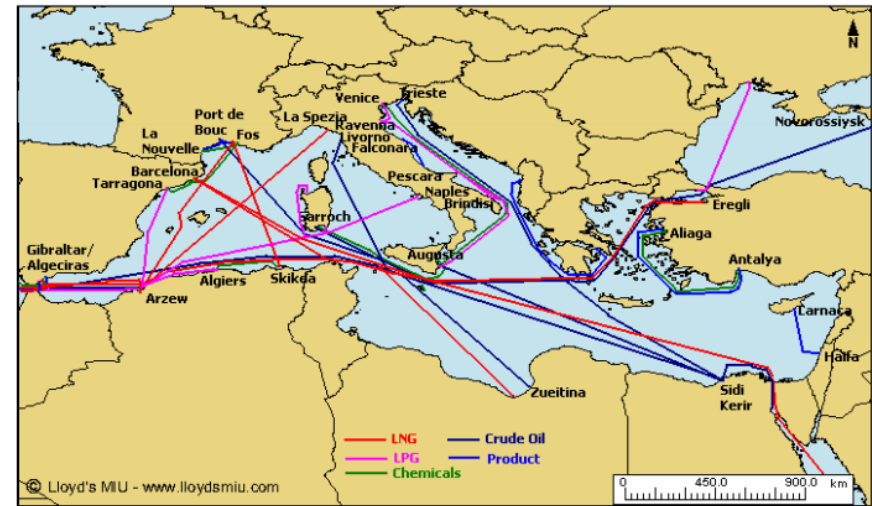 N
Venice
Trieste
Port de
Bouc
Fos
La Spezia
Ravenna
Livorno
Falconara
La
Nouvelle
Novorossiysk
Barcelona
Tarragona
Pescara
Naples
Brindisi
Eregli
Sarroch
Aliaga
Gibraltar/
Algeciras
Augusta
Antalya
Algiers
Skikda
Arzew
Larnaca
Haifa
Zueitina
Sidi
Kerir
LNG
Crude Oil
LPG
Product
Chemicals
© Lloyd's MIU - www.lloydsmiu.com
0 450.0 900.0 km